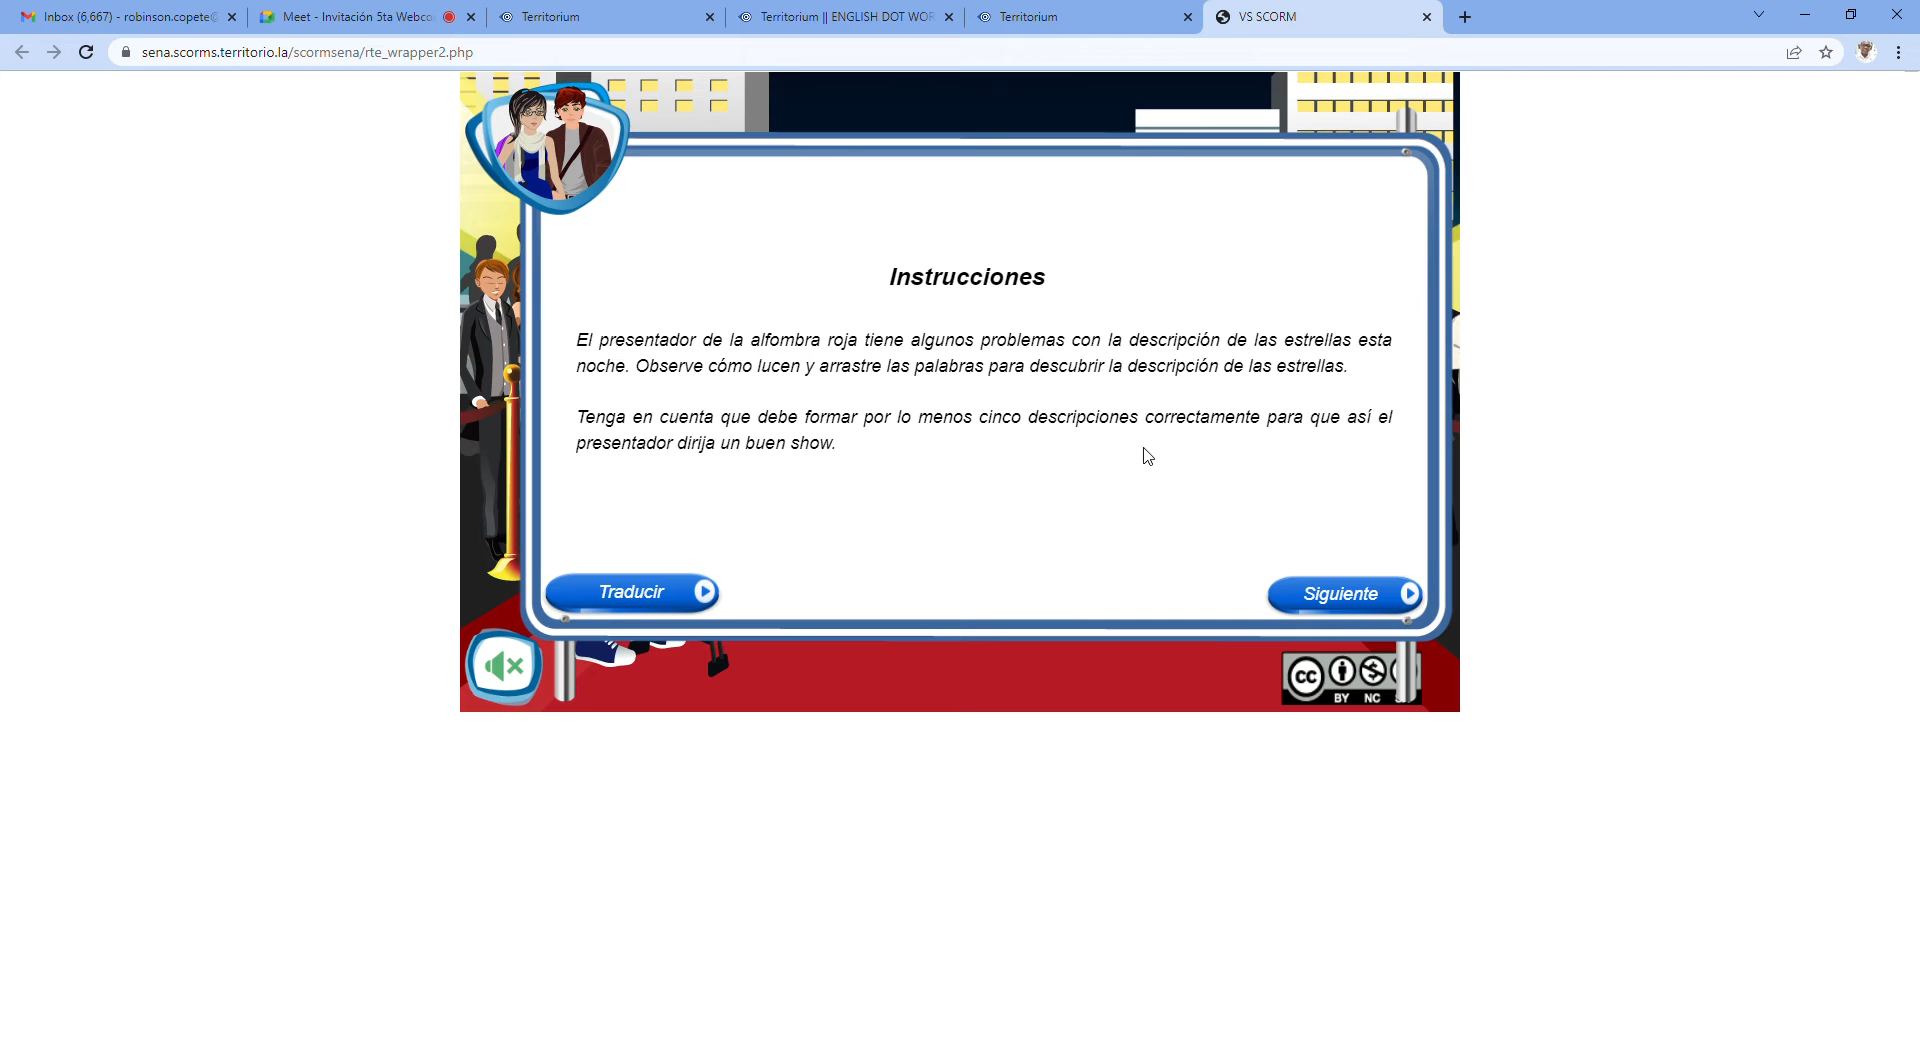 Inbox (6,667) - robinson.copete@
Meet - Invitación 5ta Webco
Territorium
Territorium || ENGLISH DOT WOR
Territorium
VS SCORM
sena.scorms.territorio.la/scormsena/rte_wrapper2.php
Instrucciones
El presentador de la alfombra roja tiene algunos problemas con la descripción de las estrellas esta
noche. Observe cómo lucen y arrastre las palabras para descubrir la descripción de las estrellas.
Tenga en cuenta que debe formar por lo menos cinco descripciones correctamente para que así el
presentador dirija un buen show.
Traducir
Siguiente
CC
BY NC